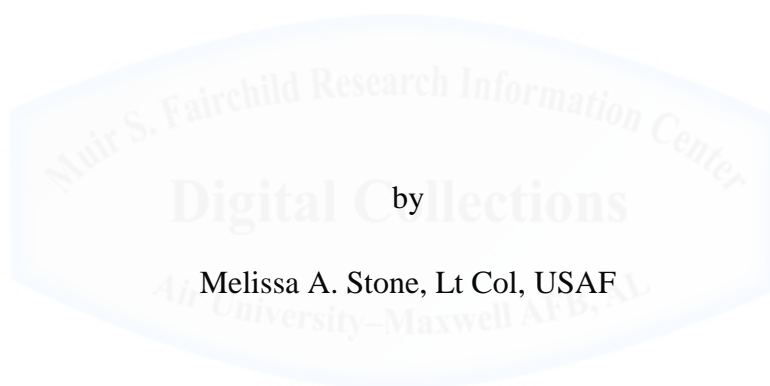 Muir S. Fairchild Research Information Center
Digital Collections
by
Melissa A. Stone, Lt Col, USAF
Air University–Maxwell AFB, AL